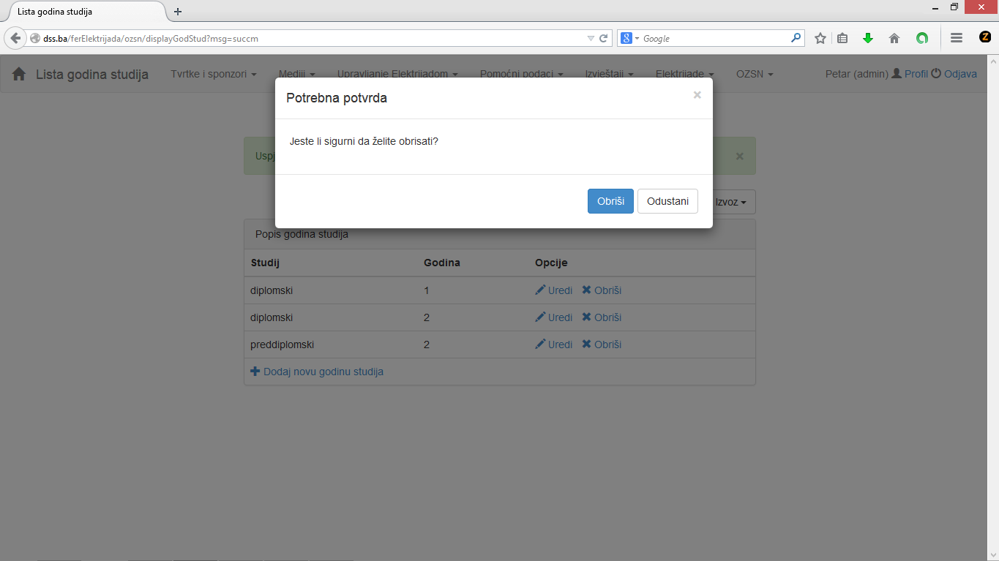 Lista godina studija
dss.ba/ferElektrijada/ozsn/displayGodStud?msg=succm
Google
Lista godina studija Tvrtke i sponzori Mediji Upravljanje Elektrijadom Pomoćni podaci Izvještaji Elektrijade OZSN Petar (admin) Profil Odjava
Potrebna potvrda ×
Jeste li sigurni da želite obrisati?
×
Obriši Odustani
Izvoz
Popis godina studija
Studij Godina Opcije
diplomski 1 Uredi Obriši
diplomski 2 Uredi Obriši
preddiplomski 2 Uredi Obriši
Dodaj novu godinu studija